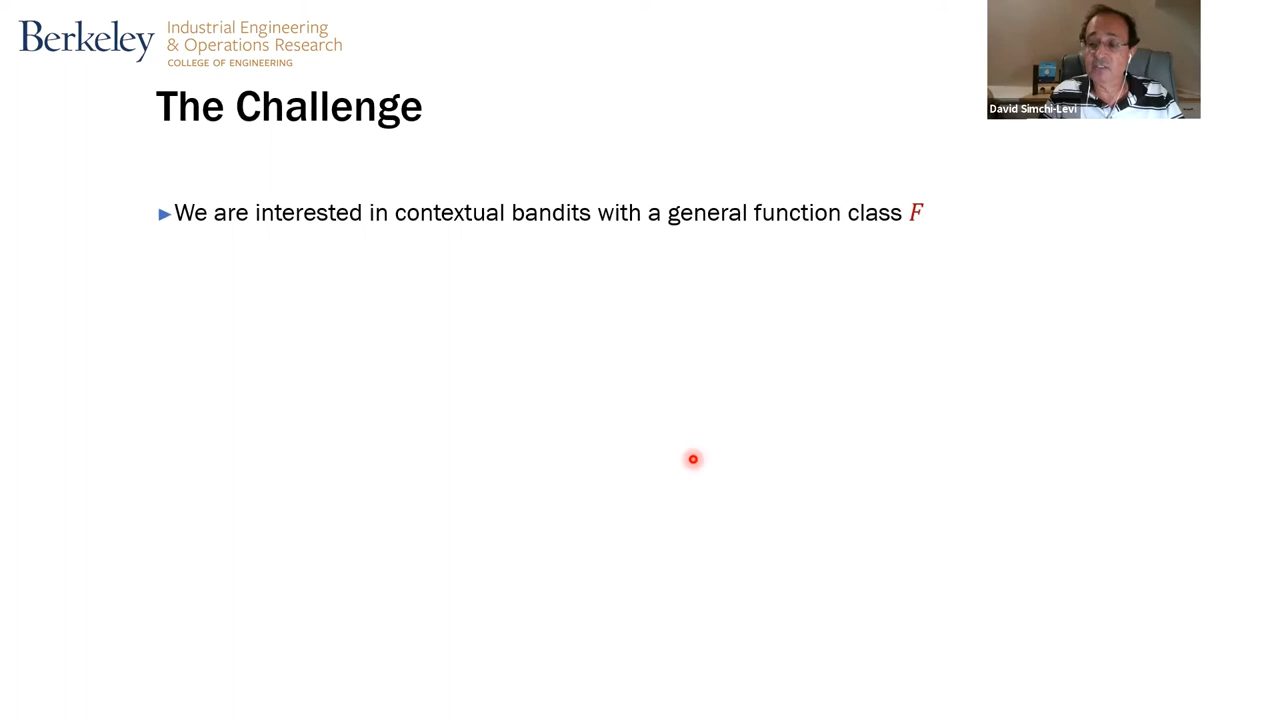 Berkeley
Industrial Engineering
& Operations Research
COLLEGE OF ENGINEERING
David Simchi-Levi
The Challenge
►We are interested in contextual bandits with a general function class F